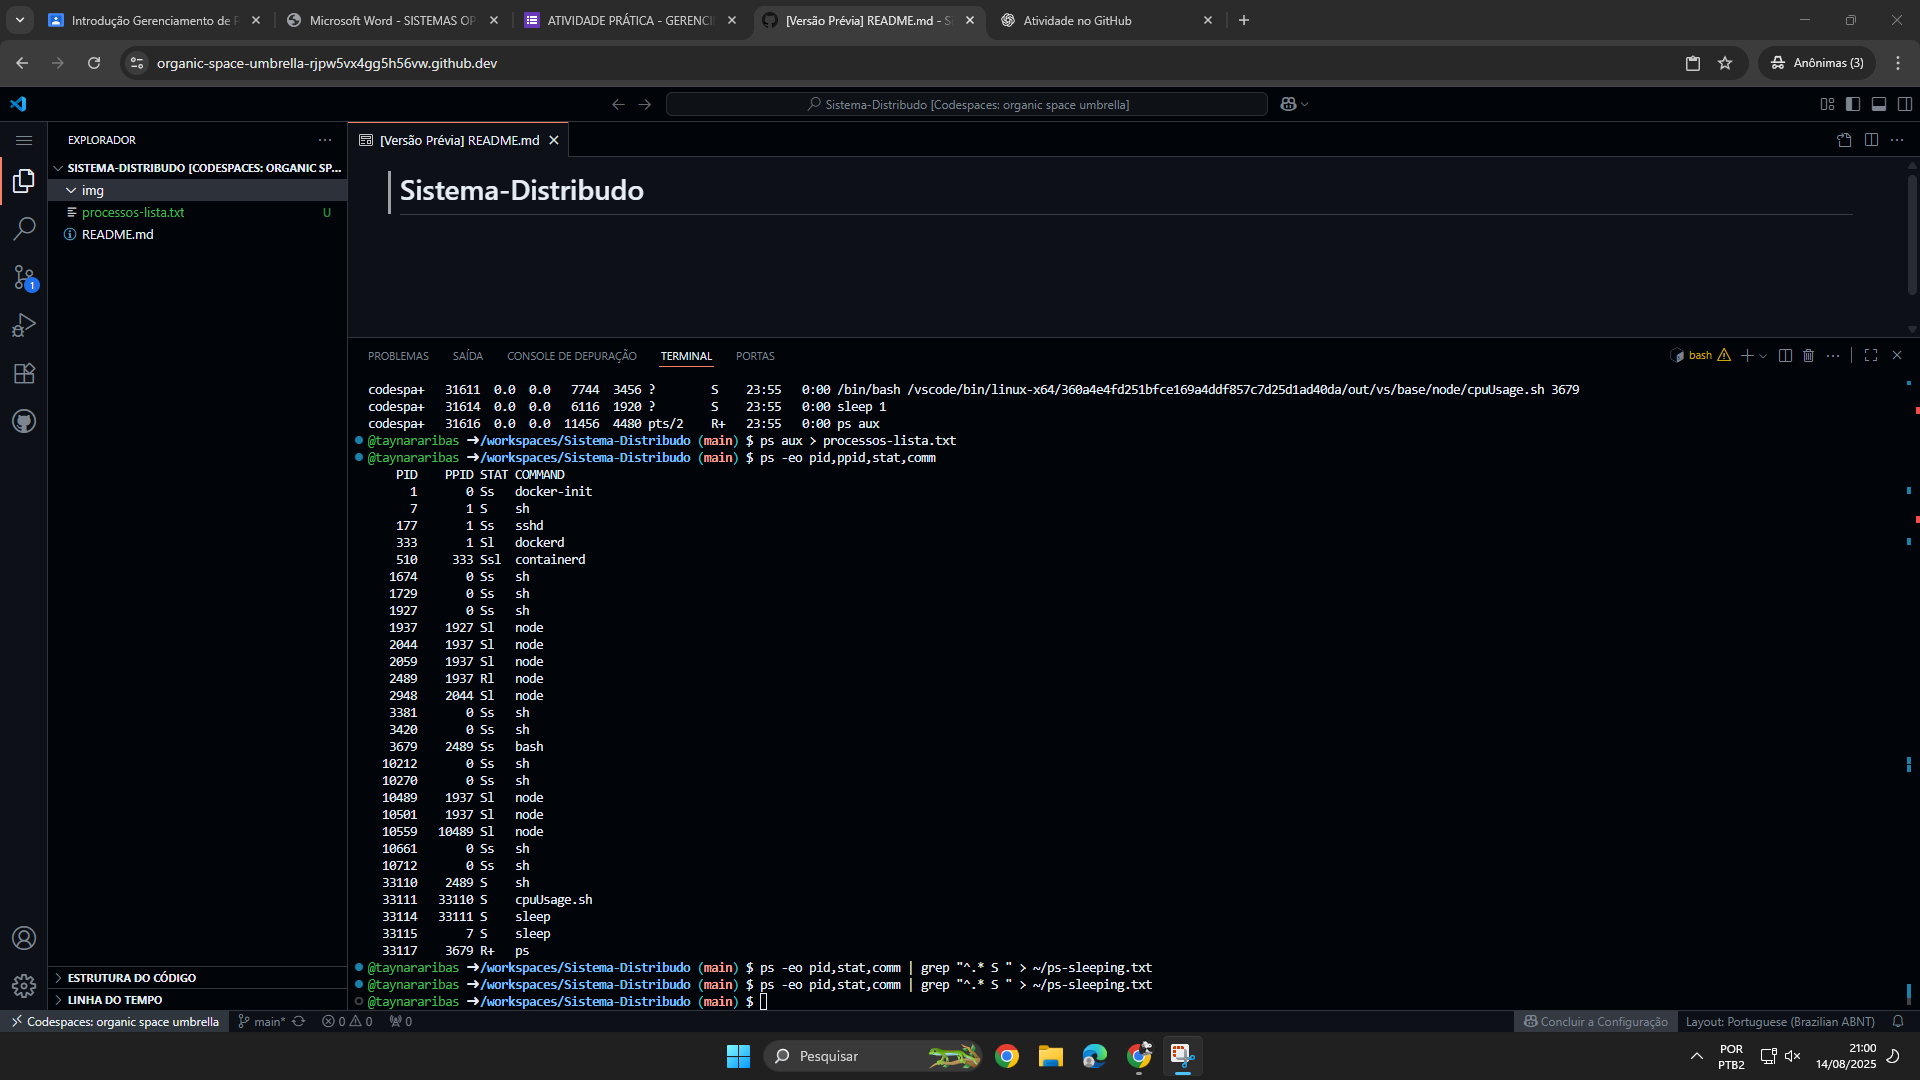 Introdução Gerenciamento de P
Microsoft Word - SISTEMAS OP
ATIVIDADE PRÁTICA - GERENCI
[Versão Prévia] README.md - S
Atividade no GitHub
organic-space-umbrella-rjpw5vx4gg5h56vw.github.dev
Anônimas (3)
Sistema-Distribudo [Codespaces: organic space umbrella]
EXPLORADOR
[Versão Prévia] README.md
SISTEMA-DISTRIBUDO [CODESPACES: ORGANIC SP...
img
processos-lista.txt U
README.md
1
Sistema-Distribudo
PROBLEMAS SAÍDA CONSOLE DE DEPURAÇÃO TERMINAL PORTAS
bash
codespa+ 31611 0.0 0.0 7744 3456 ? S 23:55 0:00 /bin/bash /vscode/bin/linux-x64/360a4e4fd251bfce169a4ddf857c7d25d1ad40da/out/vs/base/node/cpuUsage.sh 3679
codespa+ 31614 0.0 0.0 6116 1920 ? S 23:55 0:00 sleep 1
codespa+ 31616 0.0 0.0 11456 4480 pts/2 R+ 23:55 0:00 ps aux
@taynararibas ➜/workspaces/Sistema-Distribudo (main) $ ps aux > processos-lista.txt
@taynararibas ➜/workspaces/Sistema-Distribudo (main) $ ps -eo pid,ppid,stat,comm
PID PPID STAT COMMAND
1 0 Ss docker-init
7 1 S sh
177 1 Ss sshd
333 1 Sl dockerd
510 333 Ssl containerd
1674 0 Ss sh
1729 0 Ss sh
1927 0 Ss sh
1937 1927 Sl node
2044 1937 Sl node
2059 1937 Sl node
2489 1937 Rl node
2948 2044 Sl node
3381 0 Ss sh
3420 0 Ss sh
3679 2489 Ss bash
10212 0 Ss sh
10270 0 Ss sh
10489 1937 Sl node
10501 1937 Sl node
10559 10489 Sl node
10661 0 Ss sh
10712 0 Ss sh
33110 2489 S sh
33111 33110 S cpuUsage.sh
33114 33111 S sleep
33115 7 S sleep
33117 3679 R+ ps
@taynararibas ➜/workspaces/Sistema-Distribudo (main) $ ps -eo pid,stat,comm | grep "^.* S " > ~/ps-sleeping.txt
@taynararibas ➜/workspaces/Sistema-Distribudo (main) $ ps -eo pid,stat,comm | grep "^.* S " > ~/ps-sleeping.txt
@taynararibas ➜/workspaces/Sistema-Distribudo (main) $
ESTRUTURA DO CÓDIGO
LINHA DO TEMPO
Codespaces: organic space umbrella main* 0 0 0
Concluir a Configuração Layout: Portuguese (Brazilian ABNT)
Pesquisar
POR
PTB2
21:00
14/08/2025